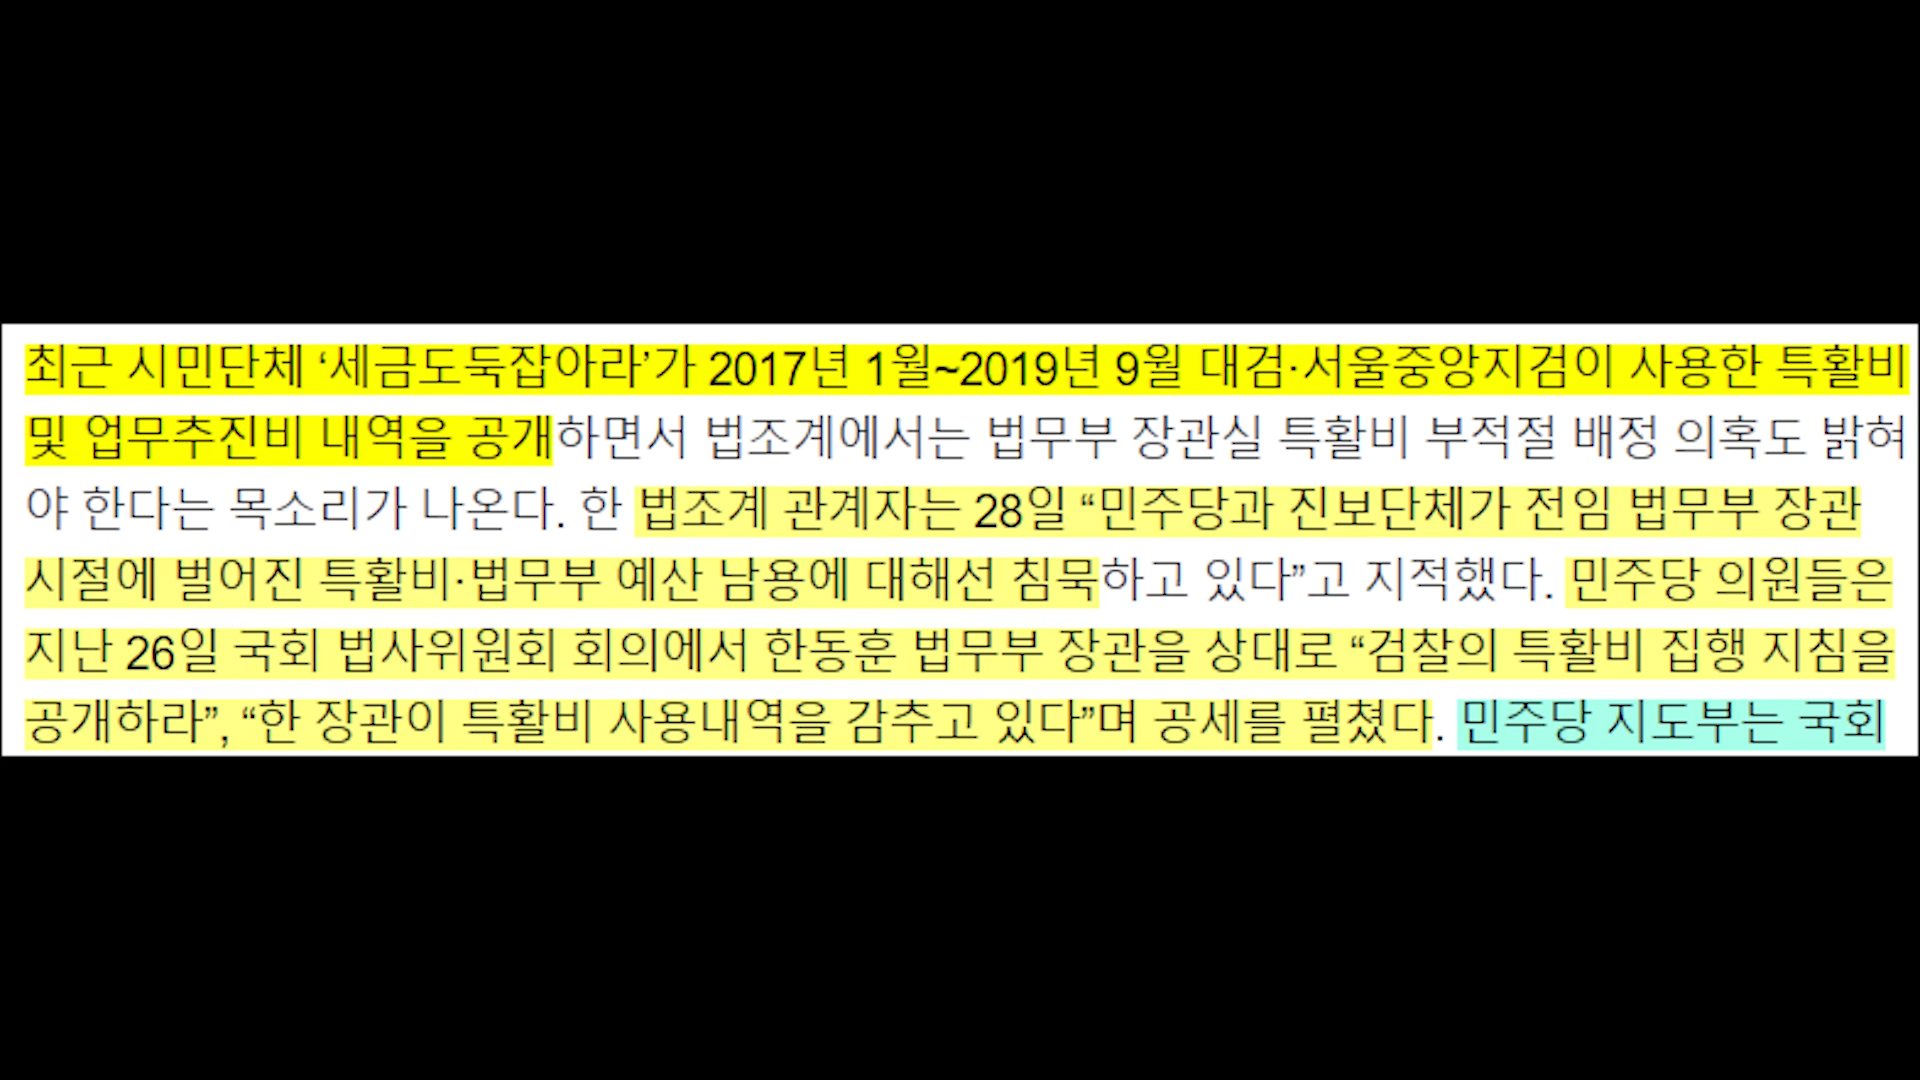 최근 시민단체 ‘세금도둑잡아라’가 2017년 1월~2019년 9월 대검·서울중앙지검이 사용한 특활비
및 업무추진비 내역을 공개하면서 법조계에서는 법무부 장관실 특활비 부적절 배정 의혹도 밝혀
야 한다는 목소리가 나온다. 한 법조계 관계자는 28일 “민주당과 진보단체가 전임 법무부 장관
시절에 벌어진 특활비·법무부 예산 남용에 대해선 침묵하고 있다”고 지적했다. 민주당 의원들은
지난 26일 국회 법사위원회 회의에서 한동훈 법무부 장관을 상대로 “검찰의 특활비 집행 지침을
공개하라”, “한 장관이 특활비 사용내역을 감추고 있다”며 공세를 펼쳤다. 민주당 지도부는 국회